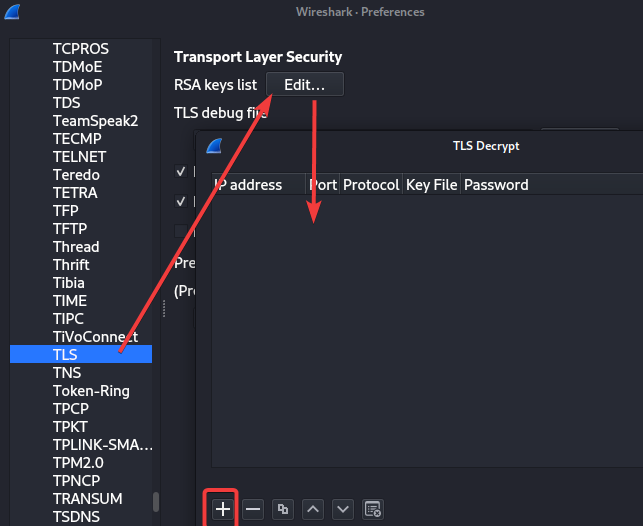 Wireshark · Preferences
TCPROS
TDMoE
TDMoP
TDS
TeamSpeak2
TECMP
TELNET
Teredo
TETRA
TFP
TFTP
Thread
Thrift
Tibia
TIME
TIPC
TiVoConnect
TLS
TNS
Token-Ring
TPCP
TPKT
TPLINK-SMA...
TPM2.0
TPNCP
TRANSUM
TSDNS
Transport Layer Security
RSA keys list Edit...
TLS debug file
Pre
(Pre
TLS Decrypt
IP address Port Protocol Key File Password